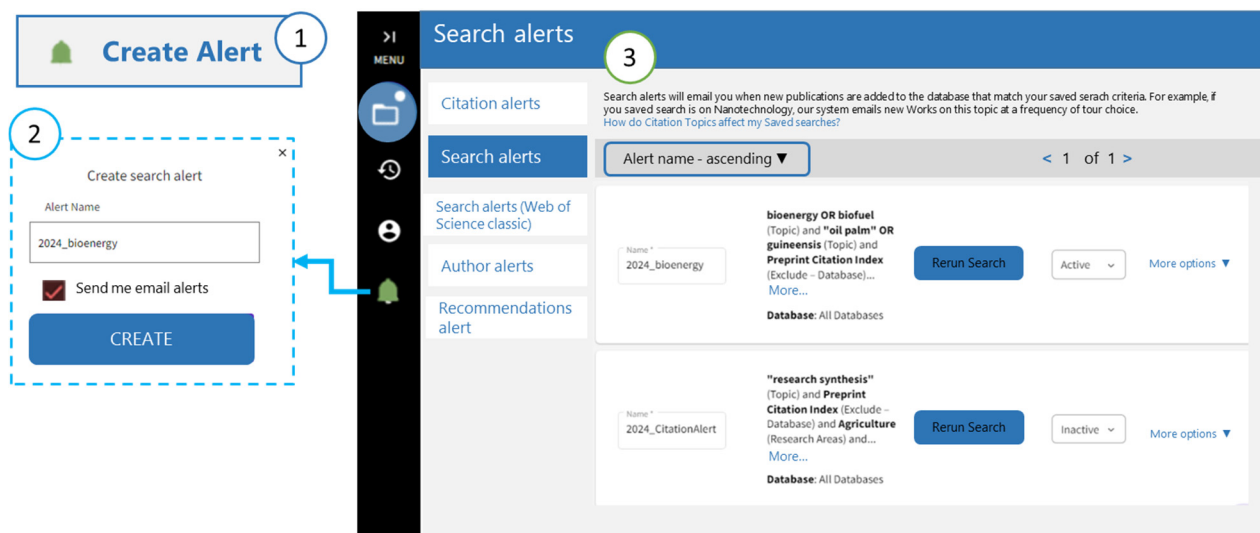 Create Alert
1
2
×
Create search alert
Alert Name
2024_bioenergy
Send me email alerts
CREATE
>I
MENU
Search alerts
3
Citation alerts
Search alerts
Search alerts (Web of
Science classic)
Author alerts
Recommendations
alert
Search alerts will email you when new publications are added to the database that match your saved serach criteria. For example, if
you saved search is on Nanotechnology, our system emails new Works on this topic at a frequency of tour choice.
How do Citation Topics affect my Saved searches?
Alert name - ascending ▼
< 1 of 1 >
Name *
2024_bioenergy
bioenergy OR biofuel
(Topic) and "oil palm" OR
guineensis (Topic) and
Preprint Citation Index
(Exclude – Database)...
More...
Database: All Databases
Rerun Search
Active
More options ▼
Name *
2024_CitationAlert
"research synthesis"
(Topic) and Preprint
Citation Index (Exclude –
Database) and Agriculture
(Research Areas) and...
More...
Database: All Databases
Rerun Search
Inactive
More options ▼